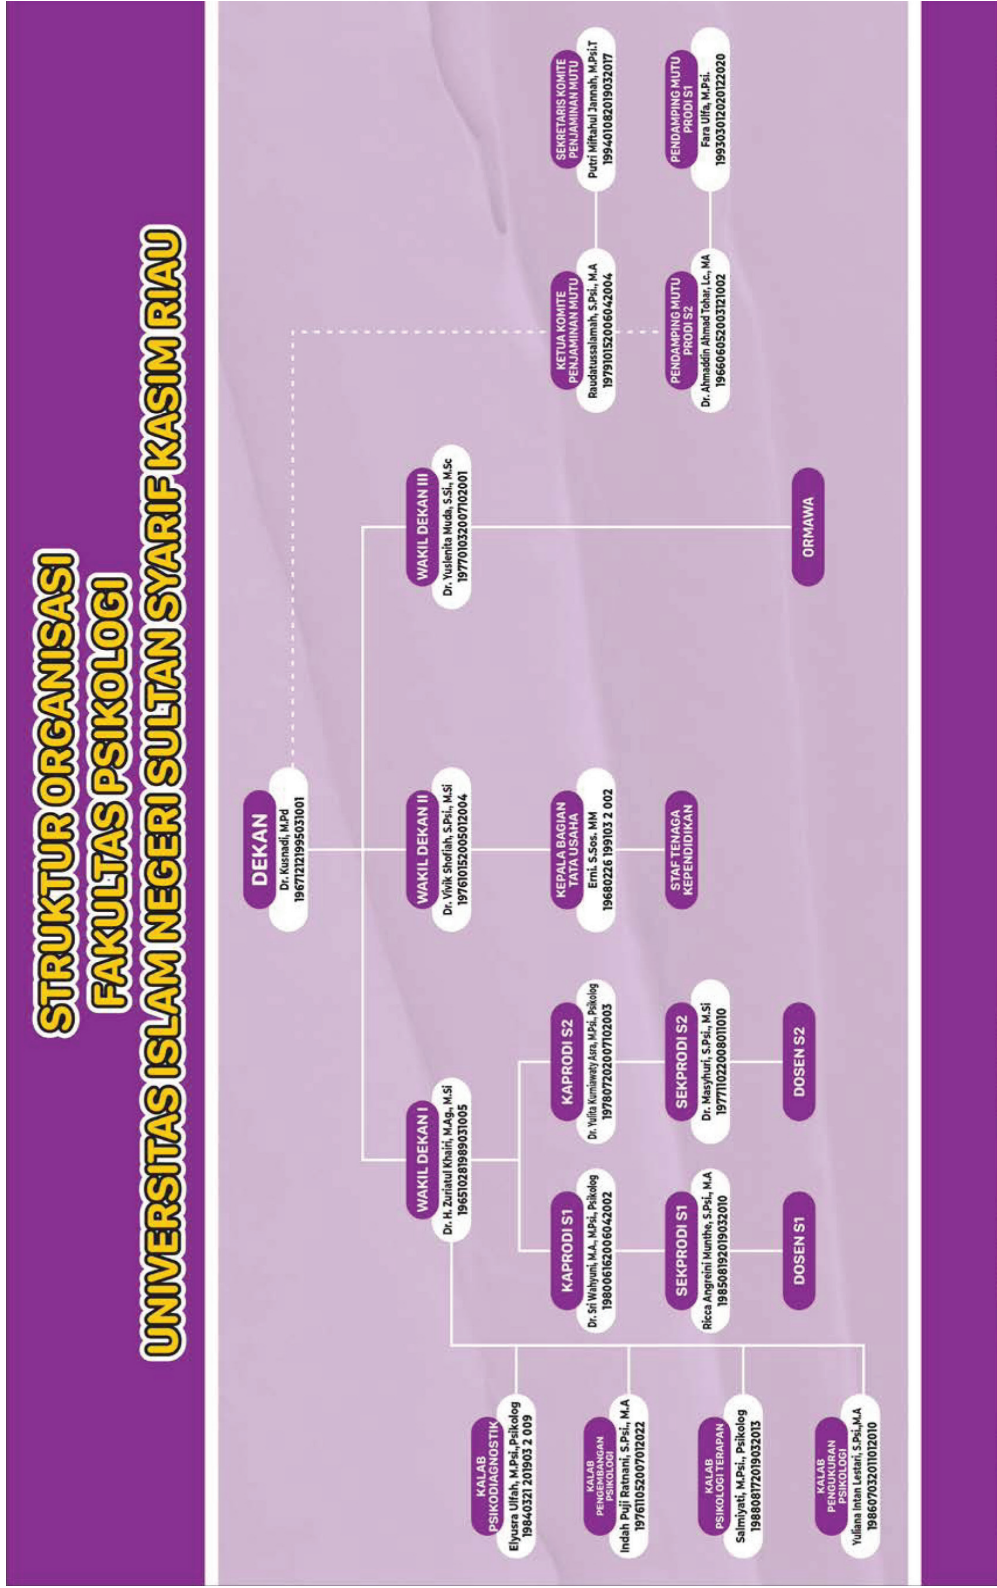 STRUKTUR ORGANISASI
FAKULTAS PSIKOLOGI
UNIVERSITAS ISLAM NEGERI SULTAN SYARIF KASIM RIAU
DEKAN
Dr. Kusnadi, M.Pd
196712121995031001
WAKIL DEKAN I
Dr. H. Zuriatul Khairi, M.Ag., M.Si
196510281989031005
WAKIL DEKAN II
Dr. Vivik Shofiah, S.Psi., M.Si
197610152005012004
WAKIL DEKAN III
Dr. Yuslenita Muda, S.Si., M.Sc
197701032007102001
KALAB
PSIKODIAGNOSTIK
Elyusra Ulfah, M.Psi.,Psikolog
19840321 201903 2 009
KALAB
PENGEMBANGAN
PSIKOLOGI
Indah Puji Ratnani, S.Psi., M.A
197611052007012022
KALAB
PSIKOLOGI TERAPAN
Salmiyati, M.Psi., Psikolog
198808172019032013
KALAB
PENGUKURAN
PSIKOLOGI
Yuliana Intan Lestari, S.Psi.,M.A
198607032011012010
KAPRODI S1
Dr. Sri Wahyuni, M.A., M.Psi., Psikolog
198006162006042002
KAPRODI S2
Dr. Yulita Kurniawaty Asra, M.Psi., Psikolog
197807202007102003
KEPALA BAGIAN
TATA USAHA
Erni. S.Sos. MM
19680226 199103 2 002
KETUA KOMITE
PENJAMINAN MUTU
Raudatussalamah, S.Psi., M.A
197910152006042004
SEKRETARIS KOMITE
PENJAMINAN MUTU
Putri Miftahul Jannah, M.Psi.T
199401082019032017
SEKPRODI S1
Ricca Angreini Munthe, S.Psi., M.A
198508192019032010
SEKPRODI S2
Dr. Masyhuri, S.Psi., M.Si
197711022008011010
STAF TENAGA
KEPENDIDIKAN
PENDAMPING MUTU
PRODI S2
Dr. Ahmaddin Ahmad Tohar, Lc., MA
196606052003121002
PENDAMPING MUTU
PRODI S1
Fara Ulfa, M.Psi.
199303012020122020
DOSEN S1
DOSEN S2
ORMAWA